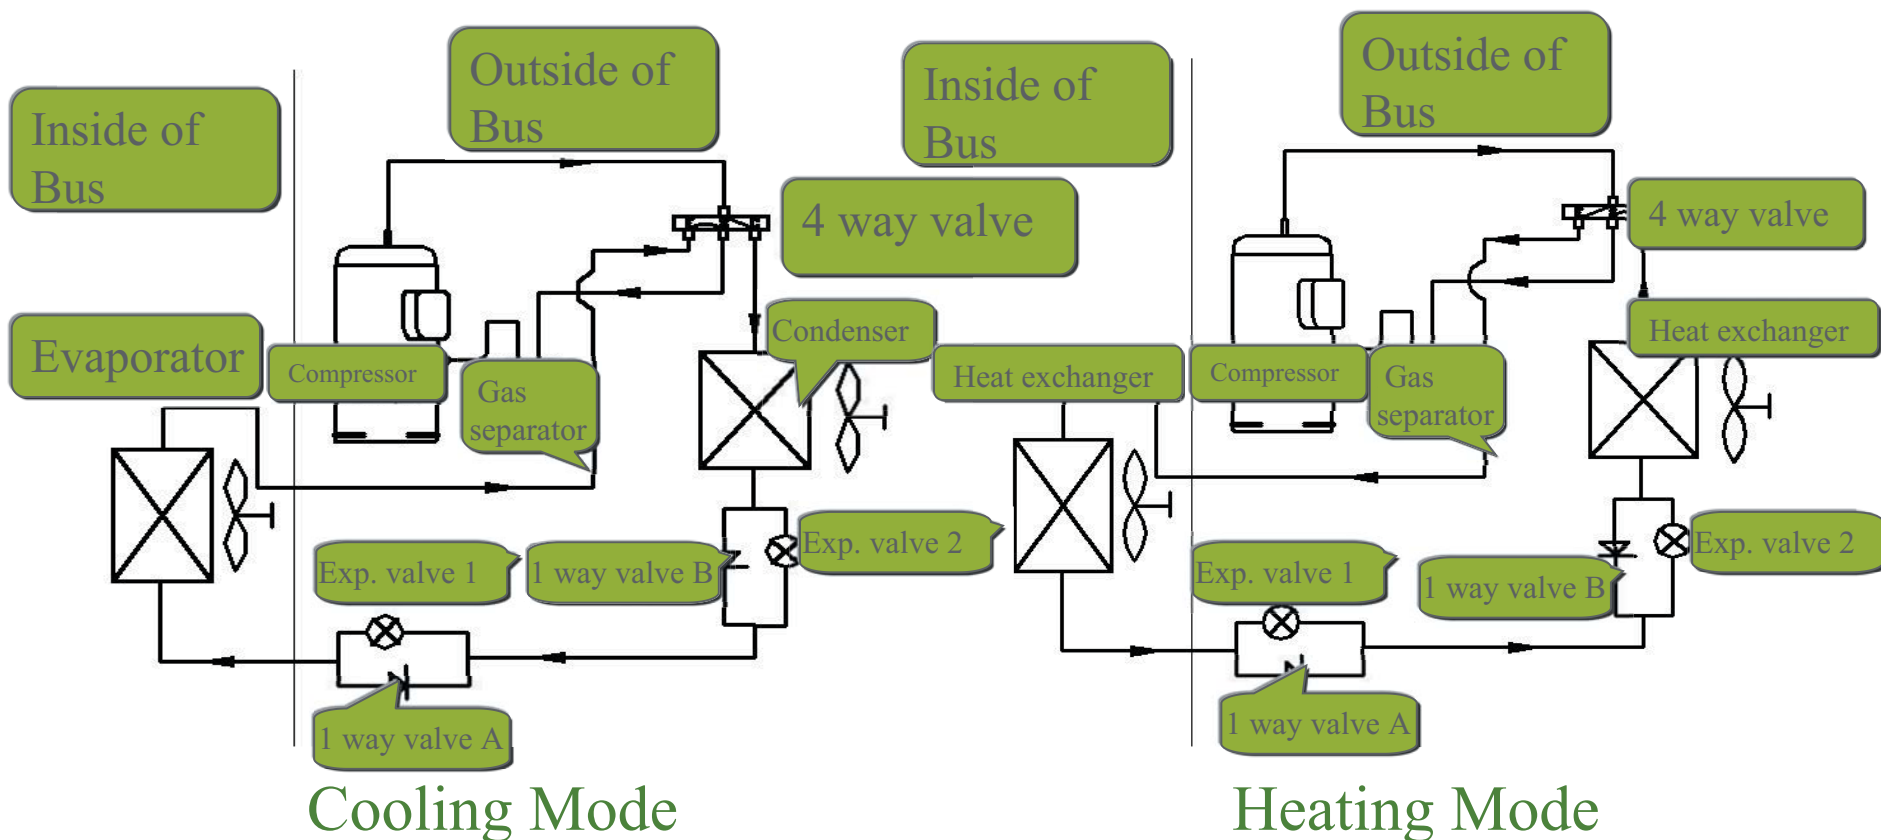 Inside of
Bus
Outside of
Bus
4 way valve
Evaporator
Compressor
Gas
separator
Condenser
Exp. valve 1
1 way valve B
Exp. valve 2
1 way valve A
Cooling Mode
Inside of
Bus
Outside of
Bus
4 way valve
Heat exchanger
Heat exchanger
Compressor
Gas
separator
Exp. valve 1
1 way valve B
Exp. valve 2
1 way valve A
Heating Mode